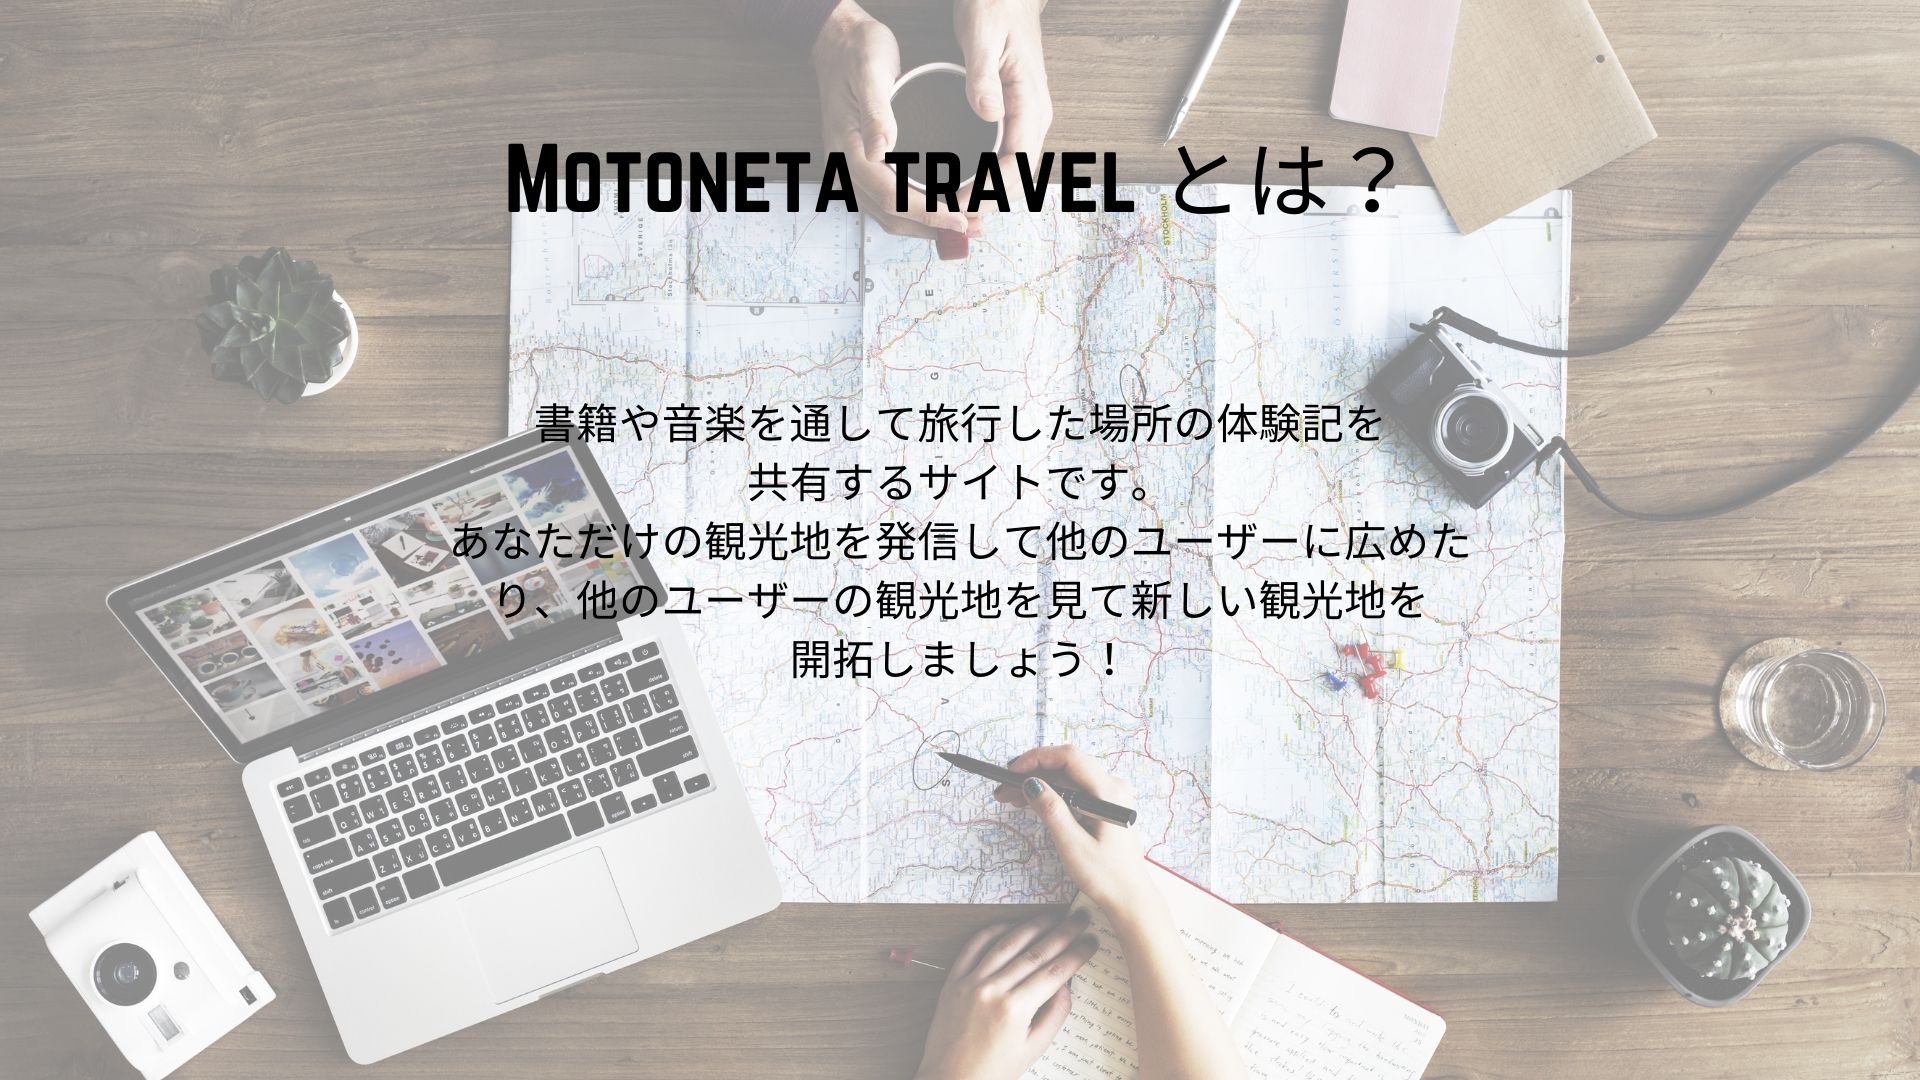 Motoneta travel とは？
書籍や音楽を通して旅行した場所の体験記を
共有するサイトです。
あなただけの観光地を発信して他のユーザーに広めた
り、他のユーザーの観光地を見て新しい観光地を
開拓しましょう！
STOCKHOLM
SVERIGE